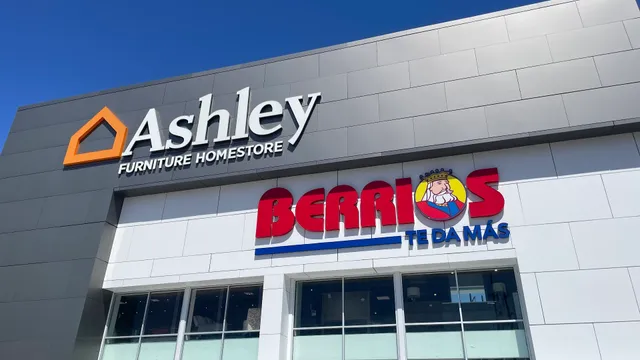 Ashley
FURNITURE HOMESTORE
BERRIOS
TE DA MÁS